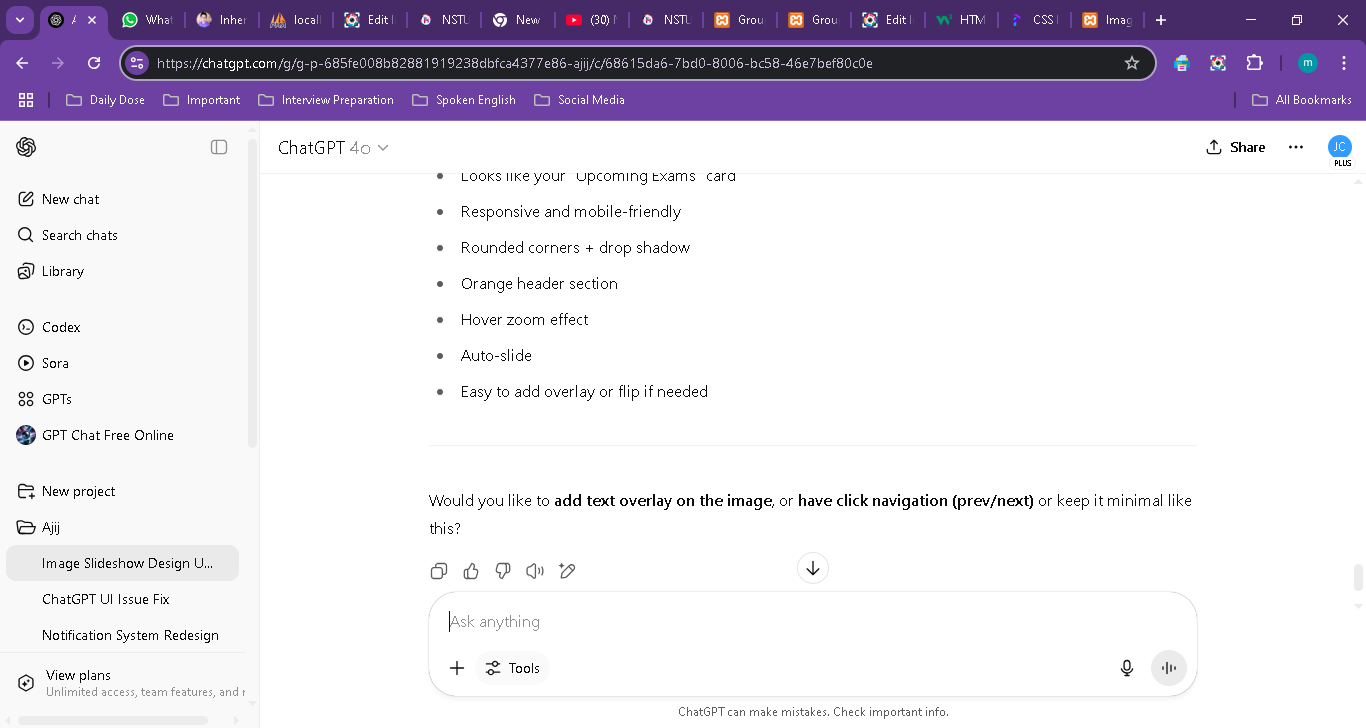 A
What
Inher
locall
Edit I
NSTU
New
(30)
NSTU
Grou
Grou
Edit I
HTM
CSS
Imag
https://chatgpt.com/g/g-p-685fe008b82881919238dbfca4377e86-ajij/c/68615da6-7bd0-8006-bc58-46e7bef80c0e
m
Daily Dose
Important
Interview Preparation
Spoken English
Social Media
All Bookmarks
ChatGPT 4o
Share
JC
PLUS
New chat
Search chats
Library
Codex
Sora
GPTs
GPT Chat Free Online
New project
Ajij
Image Slideshow Design U...
ChatGPT UI Issue Fix
Notification System Redesign
View plans
Unlimited access, team features, and r
Looks like your "Upcoming Exams" card
Responsive and mobile-friendly
Rounded corners + drop shadow
Orange header section
Hover zoom effect
Auto-slide
Easy to add overlay or flip if needed
Would you like to add text overlay on the image, or have click navigation (prev/next) or keep it minimal like
this?
Ask anything
Tools
ChatGPT can make mistakes. Check important info.